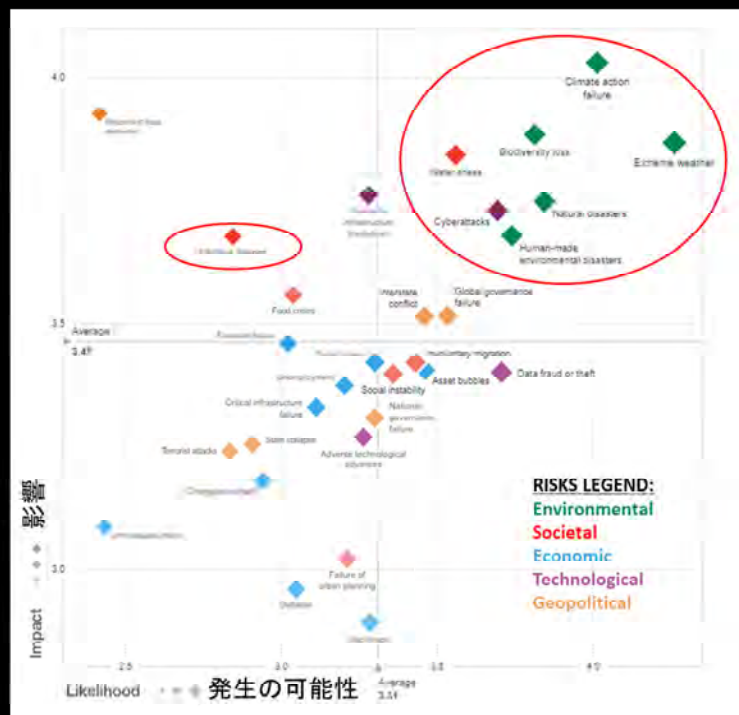 4.0
Climate action
failure
Biodiversity loss
Extreme weather
Water crises
Cyberattacks
Natural disasters
Human-made
environmental disasters
infrastructure
Infectious diseases
Food crises
Interstate
conflict
Global governance
failure
3.5
Average
Involuntary migration
Asset bubbles
Data fraud or theft
Social instability
Critical infrastructure
failure
National
governance
failure
Adverse technological
advances
Terrorist attacks
State collapse
RISKS LEGEND:
Environmental
Societal
Economic
Technological
Geopolitical
3.0
Failure of
urban planning
Deflation
影響
Impact
2.5
3.0
3.5
4.0
Average
Likelihood
発生の可能性